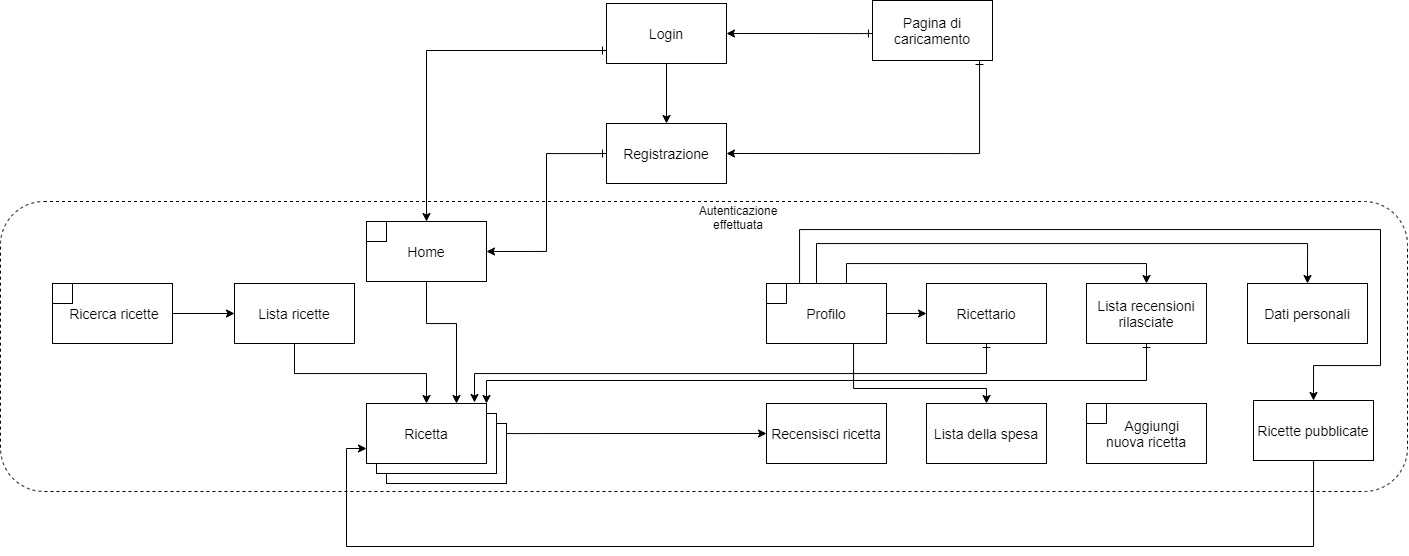 Pagina di
caricamento
Login
Registrazione
Autenticazione
effettuata
Home
Ricerca ricette
Lista ricette
Profilo
Ricettario
Lista recensioni
rilasciate
Dati personali
Ricetta
Recensisci ricetta
Lista della spesa
Aggiungi
nuova ricetta
Ricette pubblicate